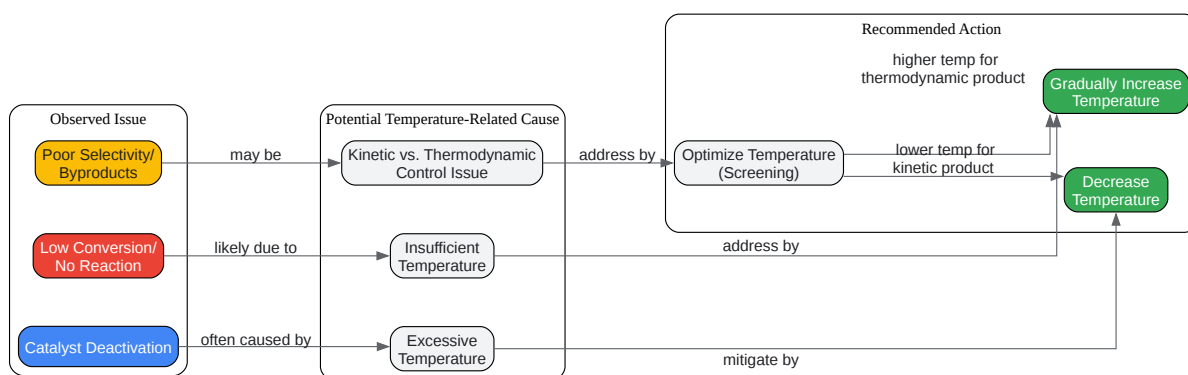 Recommended Action
higher temp for
thermodynamic product
Gradually Increase
Temperature
Observed Issue
Potential Temperature-Related Cause
Poor Selectivity/
Byproducts
may be
Kinetic vs. Thermodynamic
Control Issue
address by
Optimize Temperature
(Screening)
lower temp for
kinetic product
Decrease
Temperature
Low Conversion/
No Reaction
likely due to
Insufficient
Temperature
address by
Catalyst Deactivation
often caused by
Excessive
Temperature
mitigate by